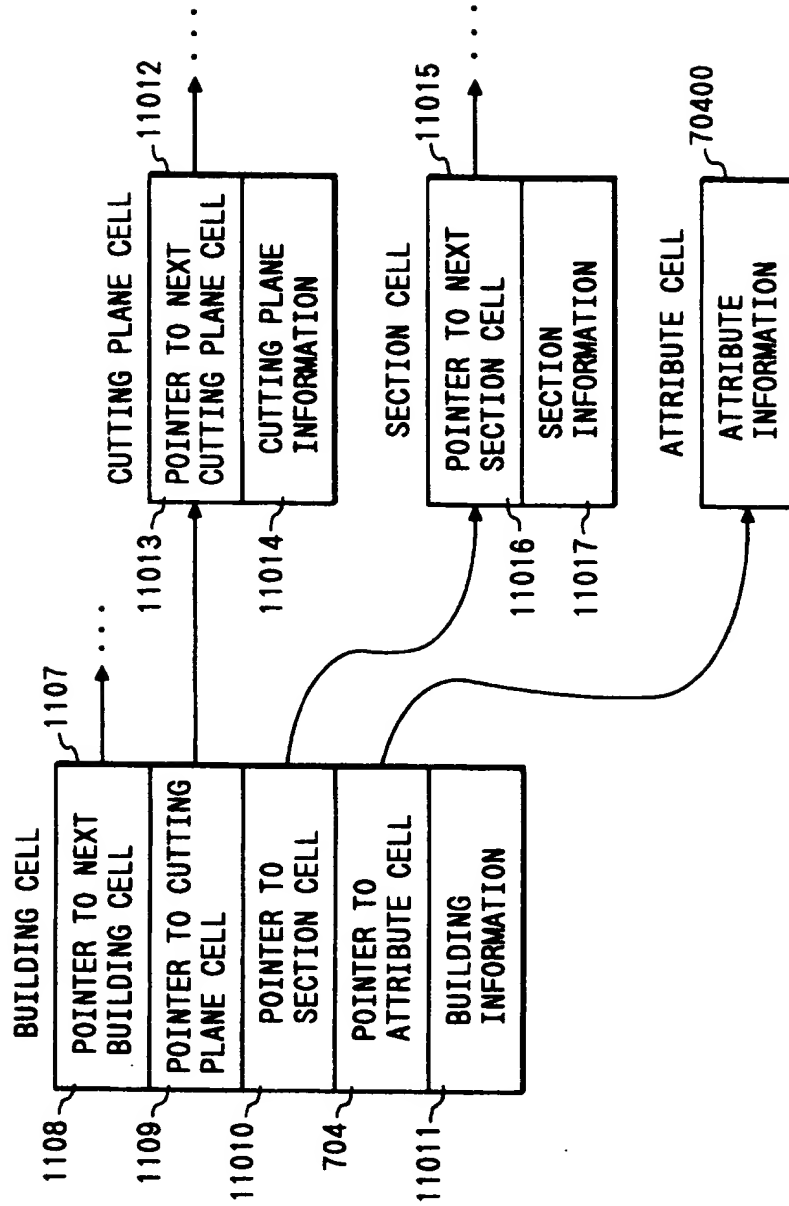 BUILDING CELL
1107
1108
POINTER TO NEXT
BUILDING CELL
...
1109
POINTER TO CUTTING
PLANE CELL
11010
POINTER TO
SECTION CELL
704
POINTER TO
ATTRIBUTE CELL
11011
BUILDING
INFORMATION
CUTTING PLANE CELL
11012
11013
POINTER TO NEXT
CUTTING PLANE CELL
...
11014
CUTTING PLANE
INFORMATION
SECTION CELL
11015
POINTER TO NEXT
SECTION CELL
...
11016
SECTION
INFORMATION
11017
ATTRIBUTE CELL
70400
ATTRIBUTE
INFORMATION